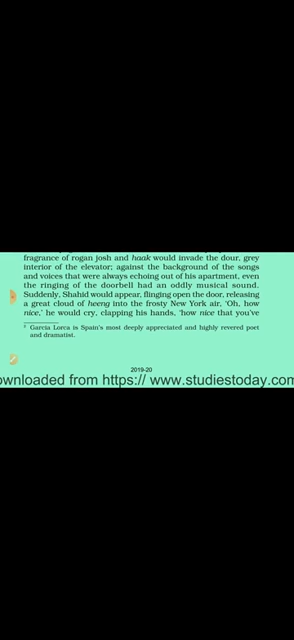 fragrance of rogan josh and haak would invade the dour, grey
interior of the elevator; against the background of the songs
and voices that were always echoing out of his apartment, even
the ringing of the doorbell had an oddly musical sound.
Suddenly, Shahid would appear, flinging open the door, releasing
a great cloud of heeng into the frosty New York air, ‘Oh, how
nice,’ he would cry, clapping his hands, ‘how nice that you’ve
Garcia Lorca is Spain's most deeply appreciated and highly revered poet
and dramatist.
2019-20
ownloaded from https:// www.studiestoday.com